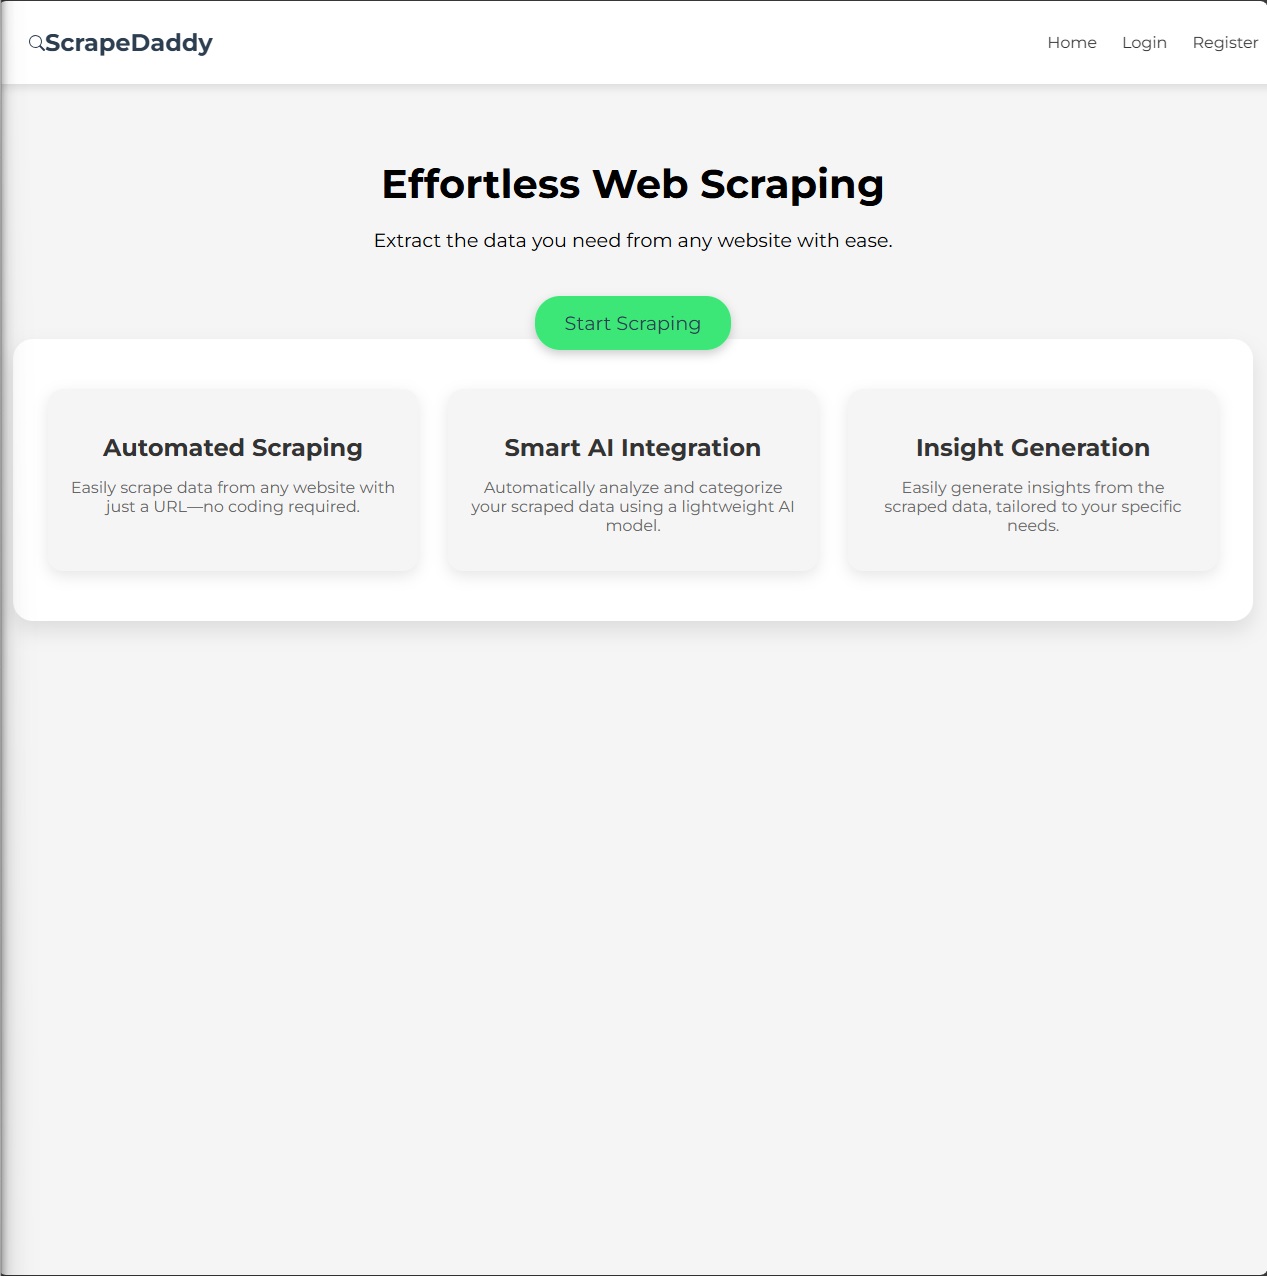 ScrapeDaddy
Home Login Register
Effortless Web Scraping
Extract the data you need from any website with ease.
Start Scraping
Automated Scraping
Easily scrape data from any website with
just a URL—no coding required.
Smart AI Integration
Automatically analyze and categorize
your scraped data using a lightweight AI
model.
Insight Generation
Easily generate insights from the
scraped data, tailored to your specific
needs.